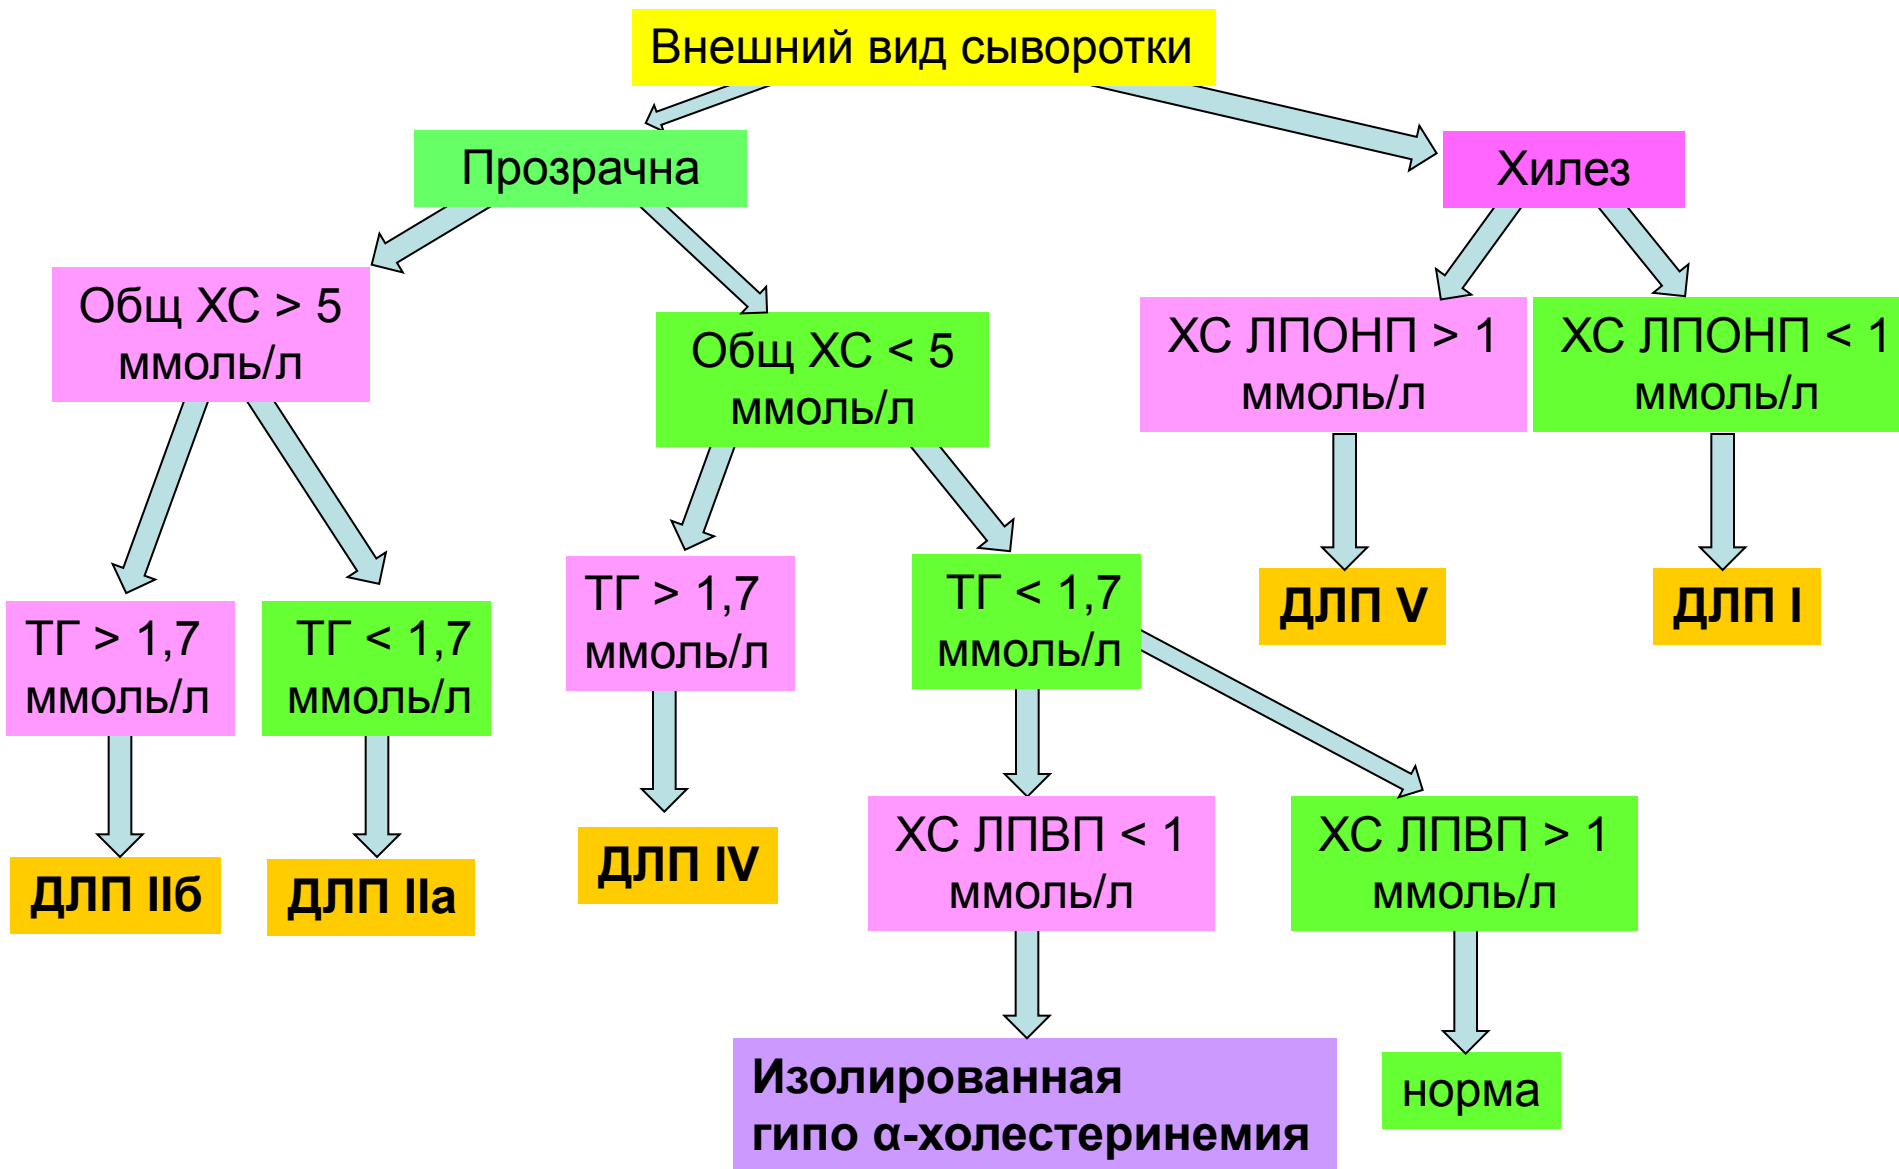 Внешний вид сыворотки
Прозрачна
Хилез
Общ ХС > 5
ммоль/л
Общ ХС < 5
ммоль/л
ХС ЛПОНП > 1
ммоль/л
ХС ЛПОНП < 1
ммоль/л
ТГ > 1,7
ммоль/л
ТГ < 1,7
ммоль/л
ТГ > 1,7
ммоль/л
ТГ < 1,7
ммоль/л
ДЛП V
ДЛП I
ДЛП IIб
ДЛП IIа
ДЛП IV
ХС ЛПВП < 1
ммоль/л
ХС ЛПВП > 1
ммоль/л
Изолированная
гипо α-холестеринемия
норма